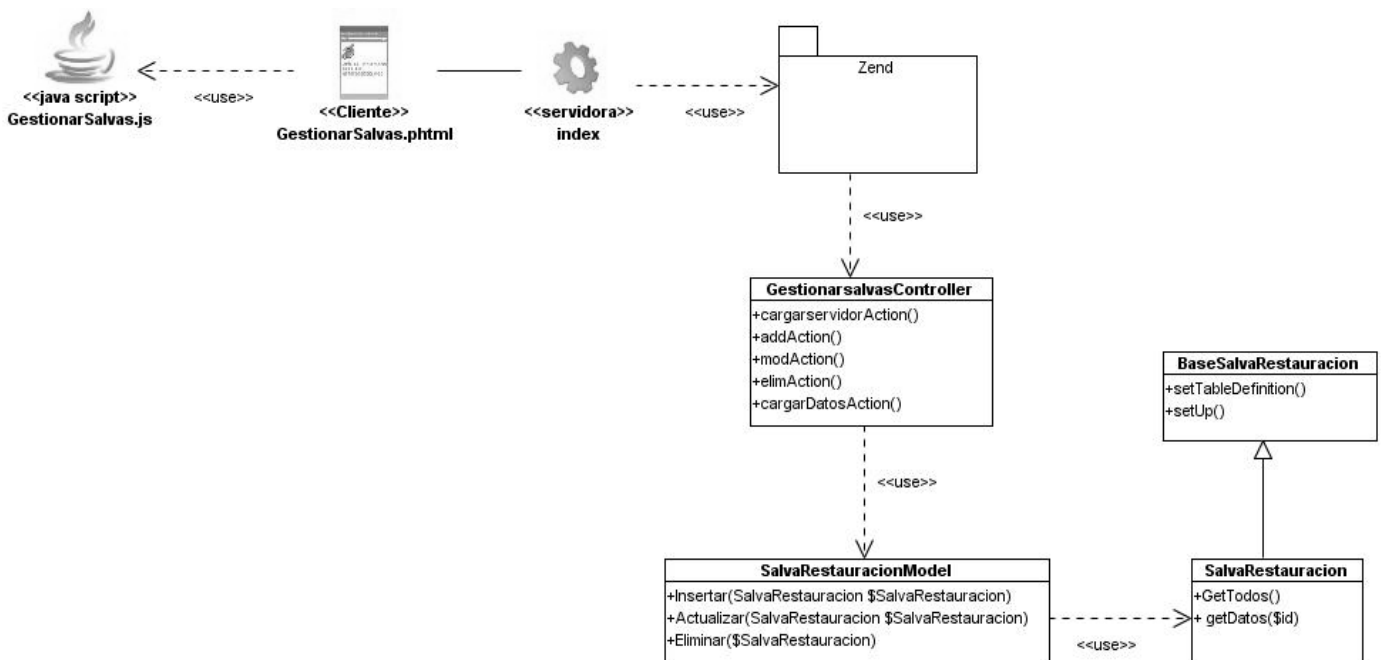 <<java script>>
GestionarSalvas.js
<<use>>
<<Cliente>>
GestionarSalvas.phtml
<<servidora>>
index
<<use>>
Zend
<<use>>
GestionarsalvasController
+cargarservidorAction()
+addAction()
+modAction()
+elimAction()
+cargarDatosAction()
<<use>>
BaseSalvaRestauracion
+setTableDefinition()
+setUp()
SalvaRestauracionModel
+Insertar(SalvaRestauracion $SalvaRestauracion)
+Actualizar(SalvaRestauracion $SalvaRestauracion)
+Eliminar($SalvaRestauracion)
<<use>>
SalvaRestauracion
+GetTodos()
+ getDatos($id)